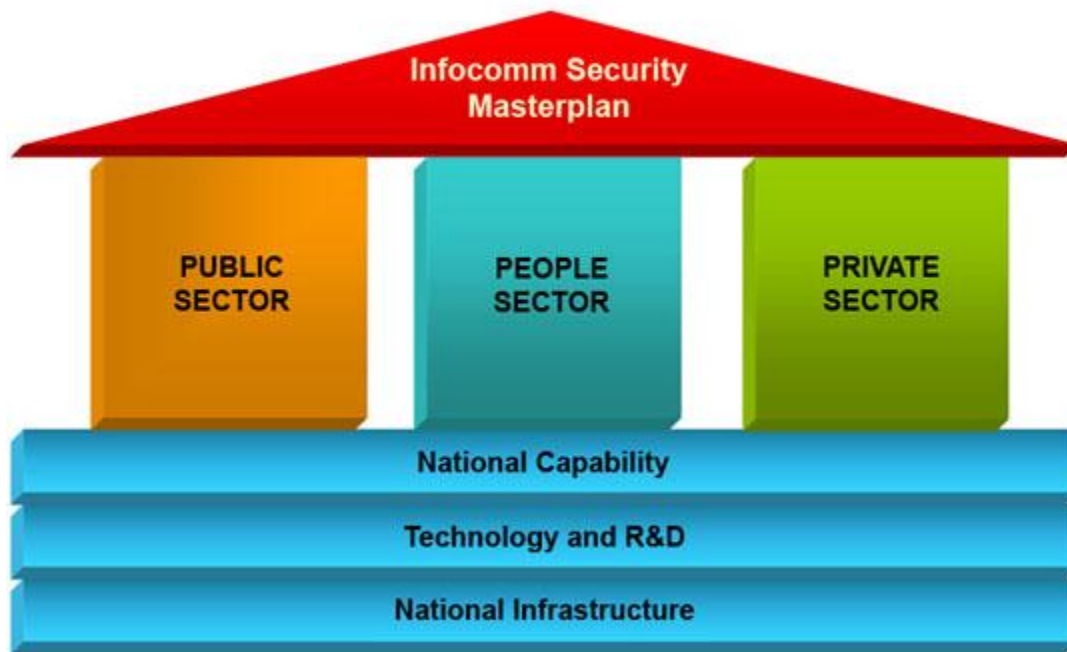 Infocomm Security
Masterplan
PUBLIC
SECTOR
PEOPLE
SECTOR
PRIVATE
SECTOR
National Capability
Technology and R&D
National Infrastructure